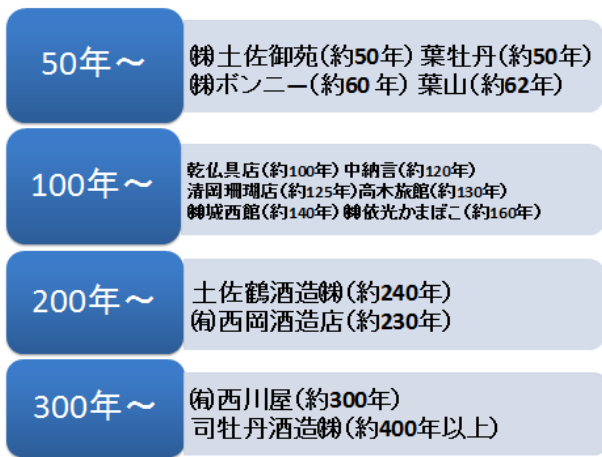 50年～
㈱土佐御苑(約50年) 葉牡丹(約50年)
㈱ボンニー(約60 年) 葉山(約62年)
100年～
乾仏具店(約100年) 中納言(約120年)
清岡珊瑚店(約125年)高木旅館(約130年)
㈱城西館(約140年) ㈱依光かまぼこ(約160年)
200年～
土佐鶴酒造㈱(約240年)
㈲西岡酒造店(約230年)
300年～
㈲西川屋(約300年)
司牡丹酒造㈱(約400年以上)